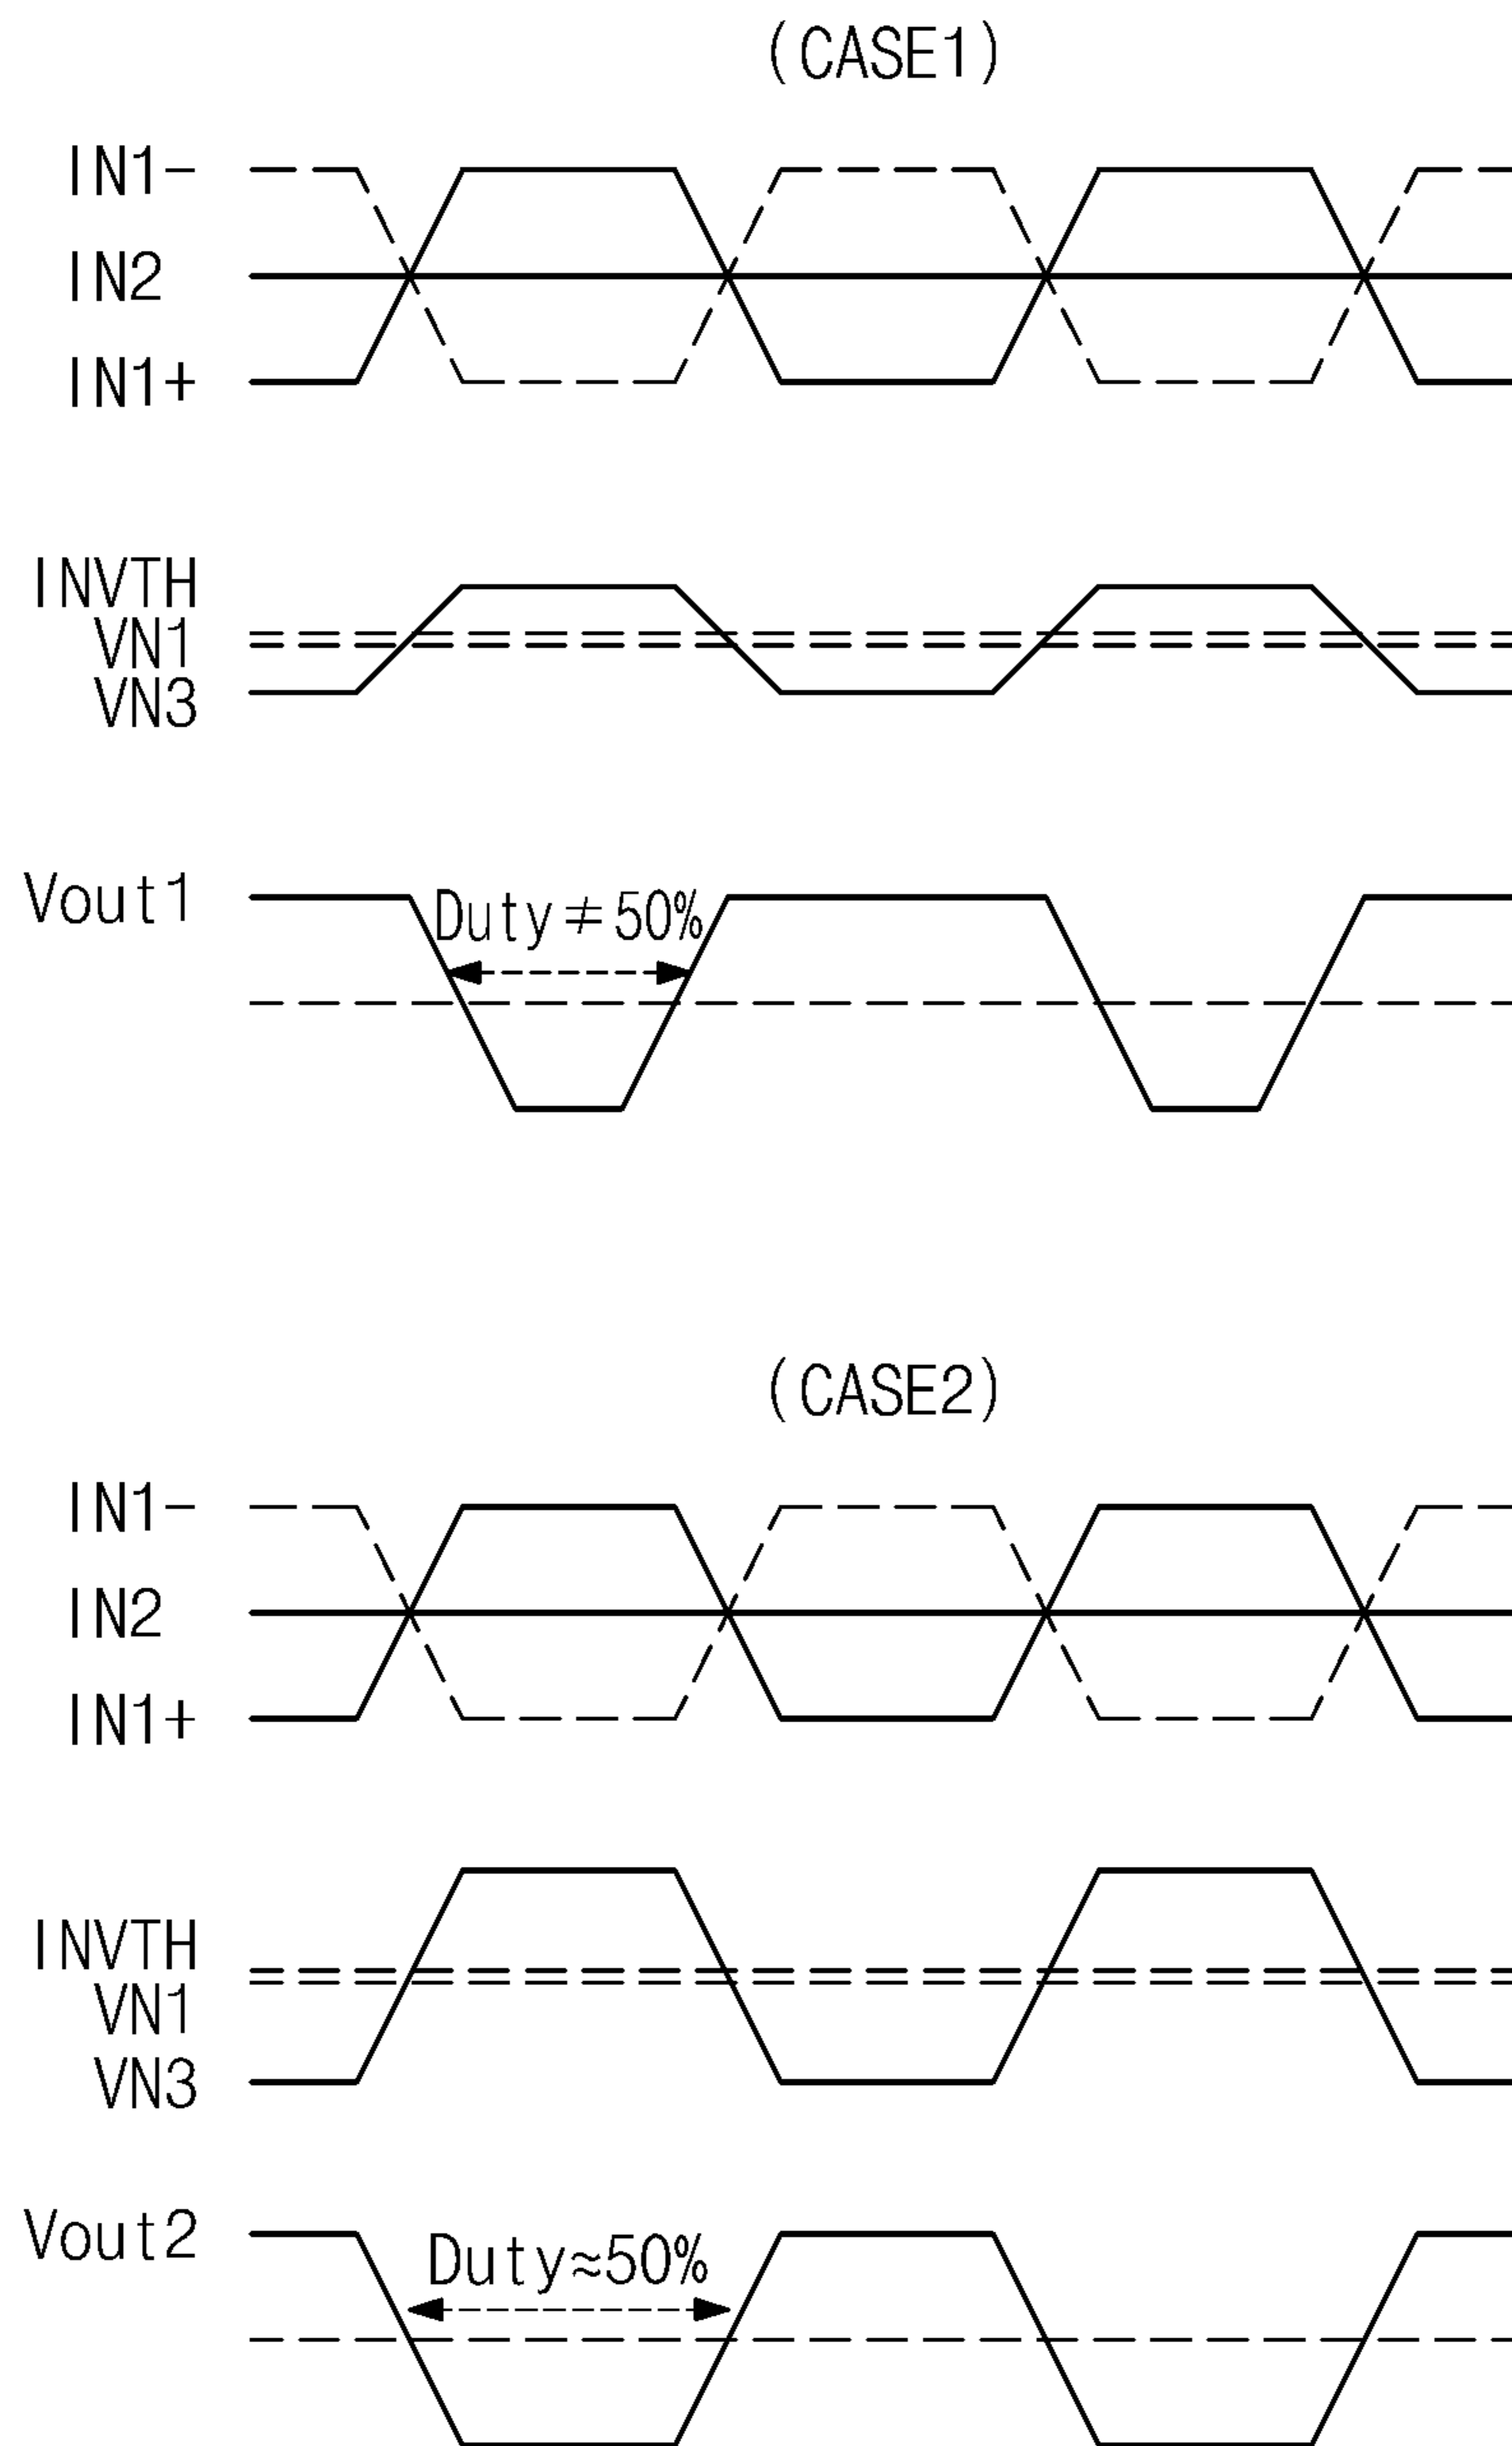 (CASE1)
IN1-
IN2
IN1+
INVTH
VN1
VN3
Vout1
Duty≠50%
(CASE2)
IN1-
IN2
IN1+
INVTH
VN1
VN3
Vout2
Duty≈50%